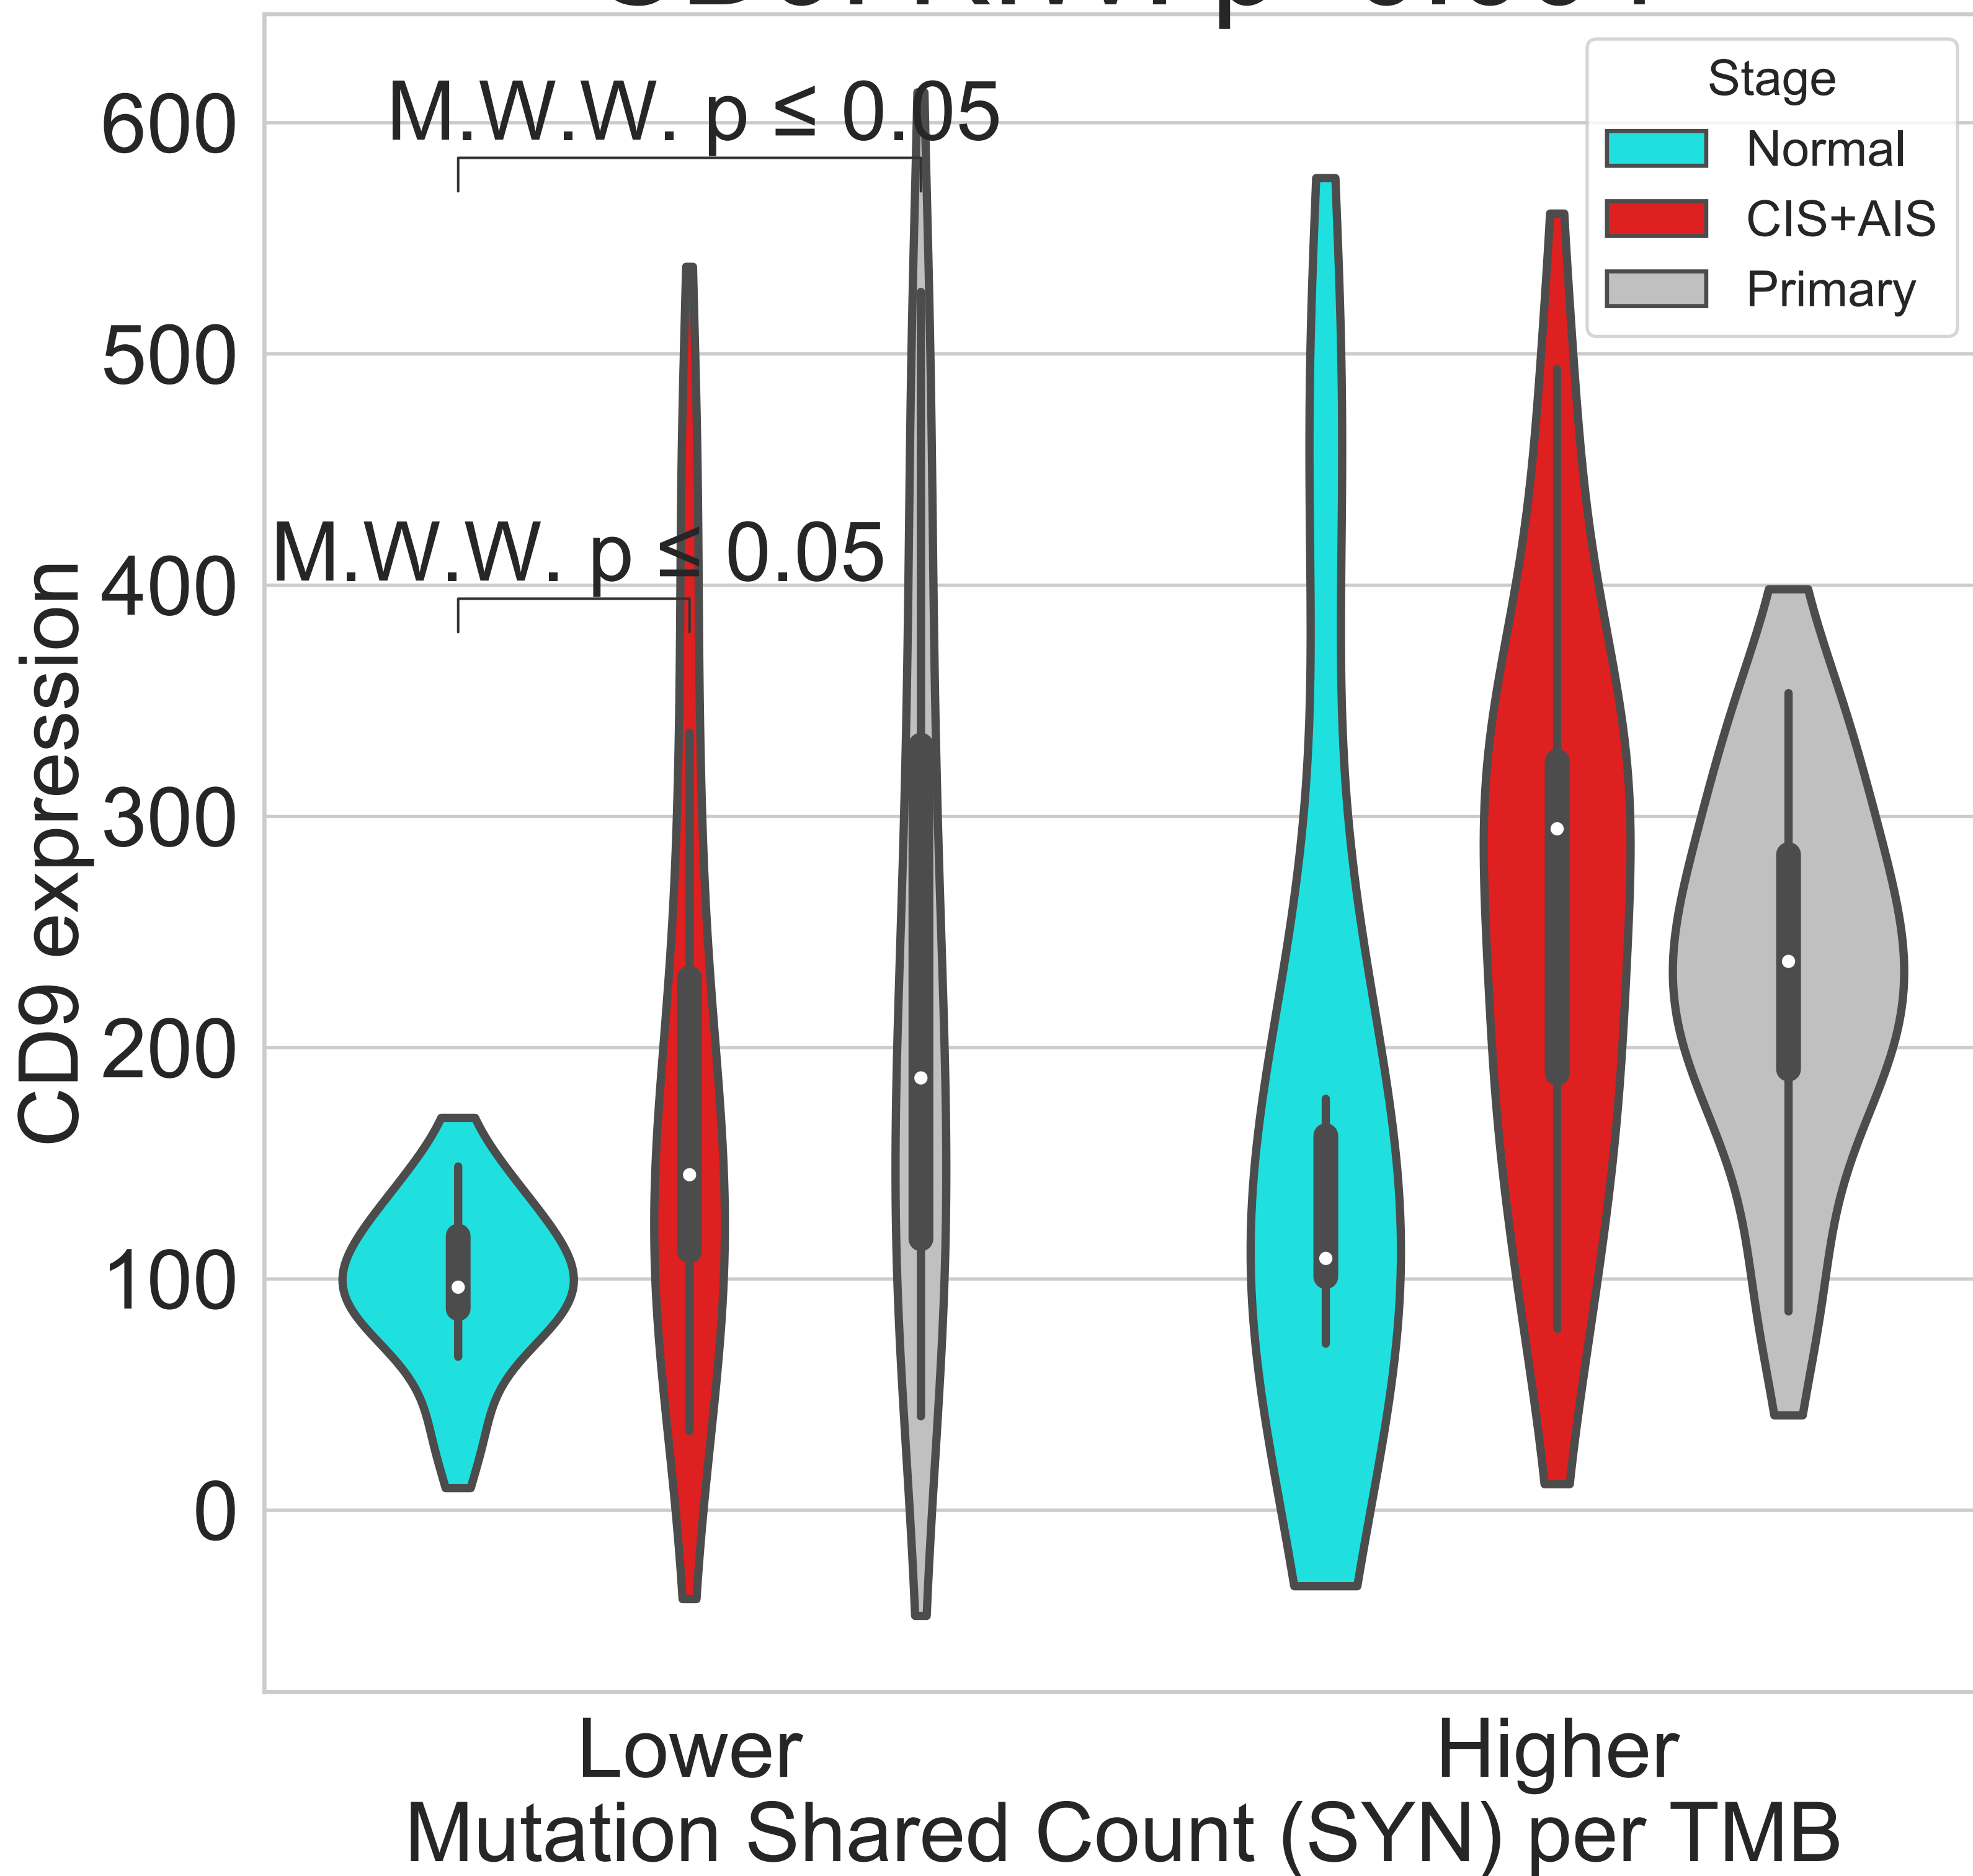 Stage
Normal
CIS+AIS
Primary
M.W.W. p ≤ 0.05
M.W.W. p ≤ 0.05
CD9 expression
600
500
400
300
200
100
0
Lower
Higher
Mutation Shared Count (SYN) per TMB